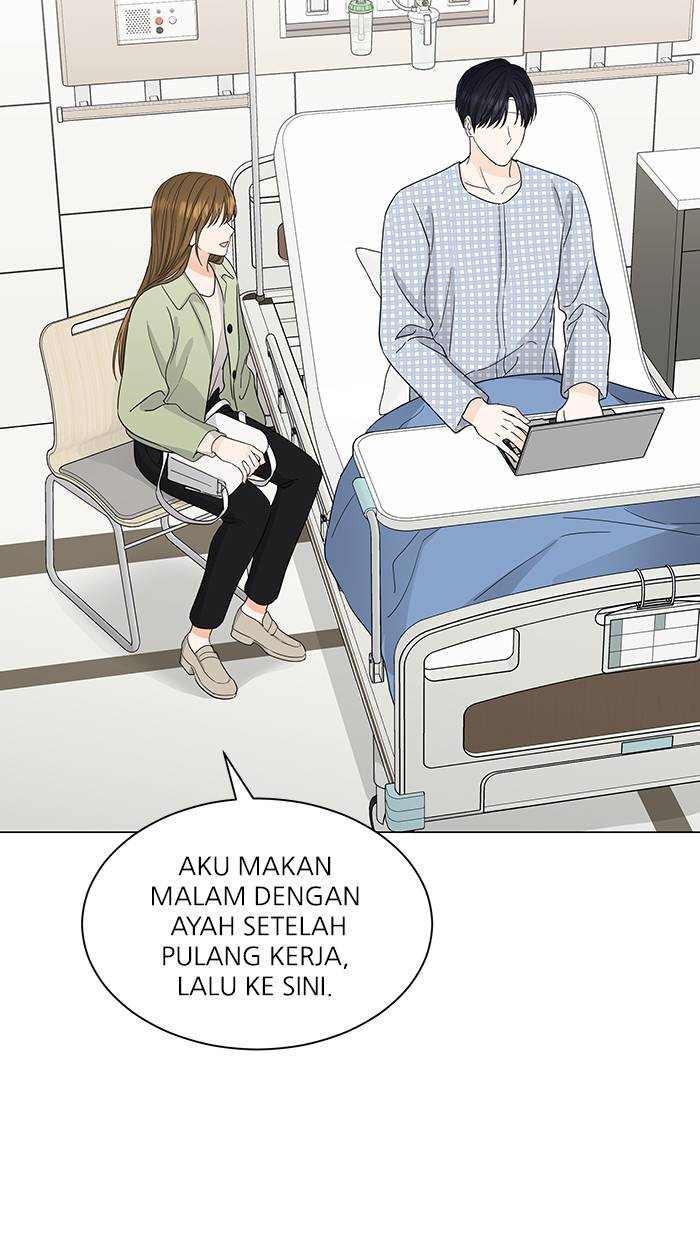 AKU MAKAN
MALAM DENGAN
AYAH SETELAH
PULANG KERJA,
LALU KE SINI.